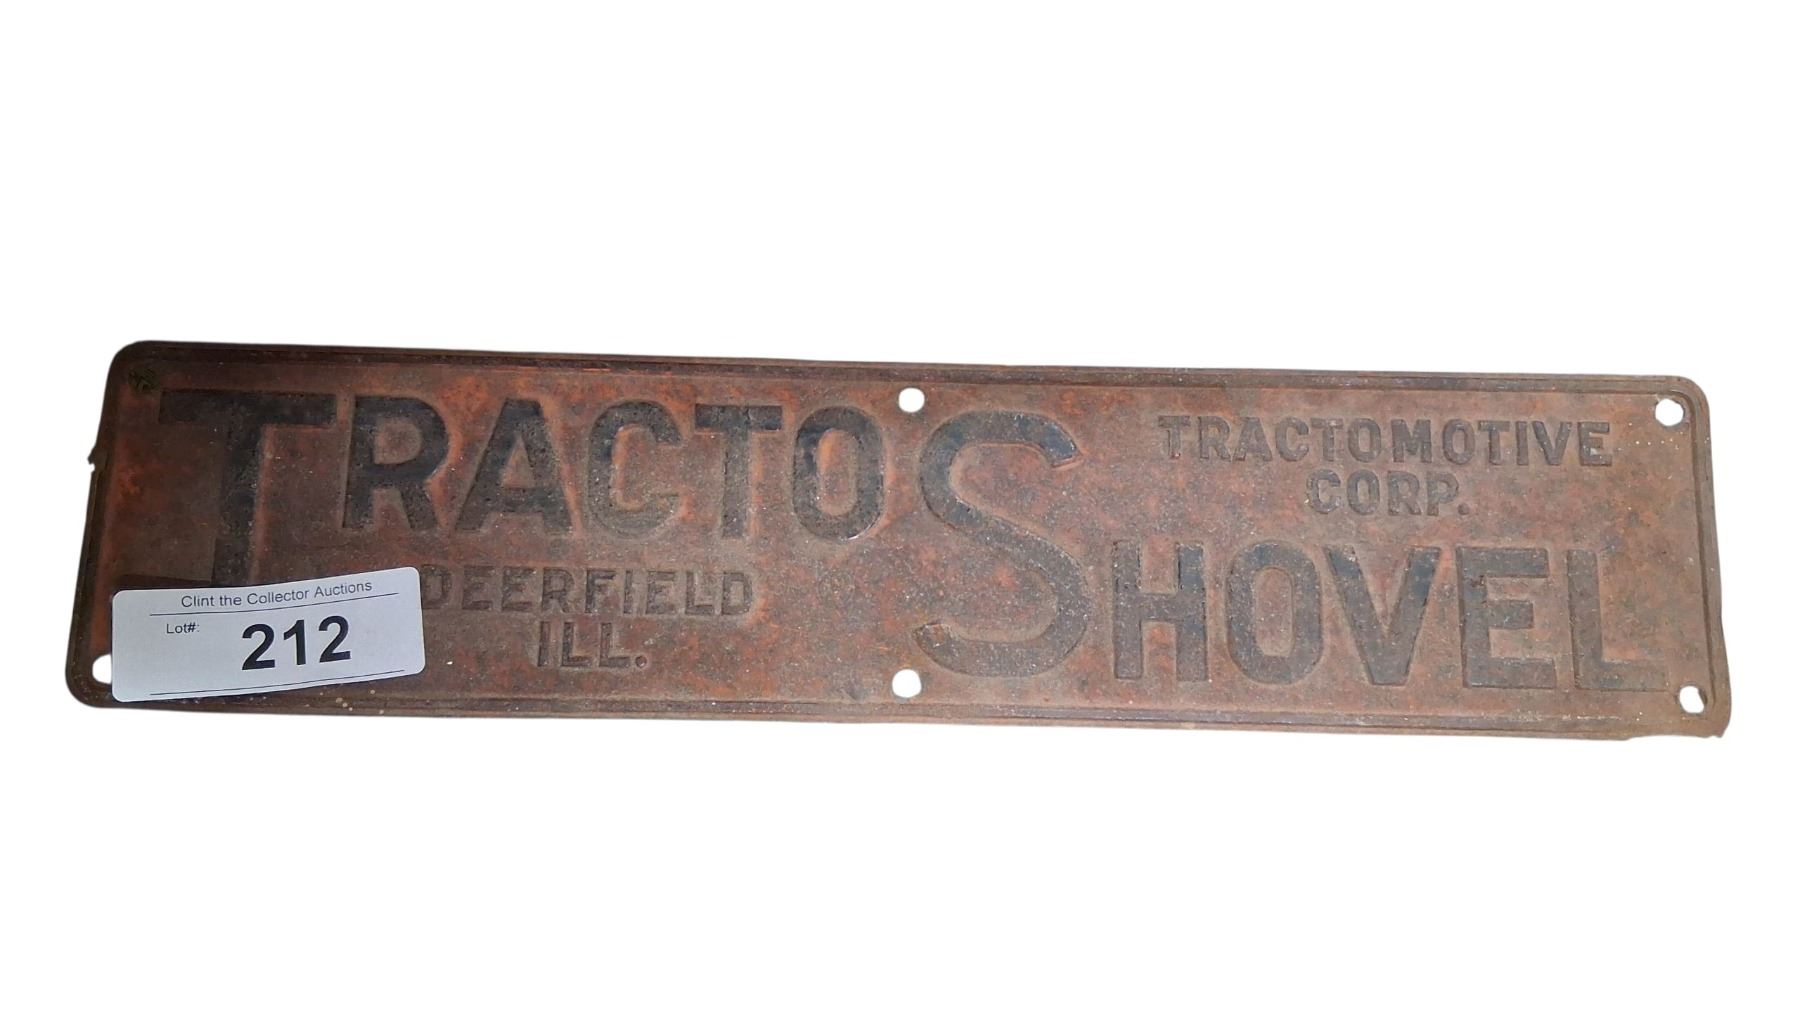 TRACTO SHOVEL
TRACTOMOTIVE
CORP.
DEERFIELD
ILL.
Clint the Collector Auctions
Lot#: 212